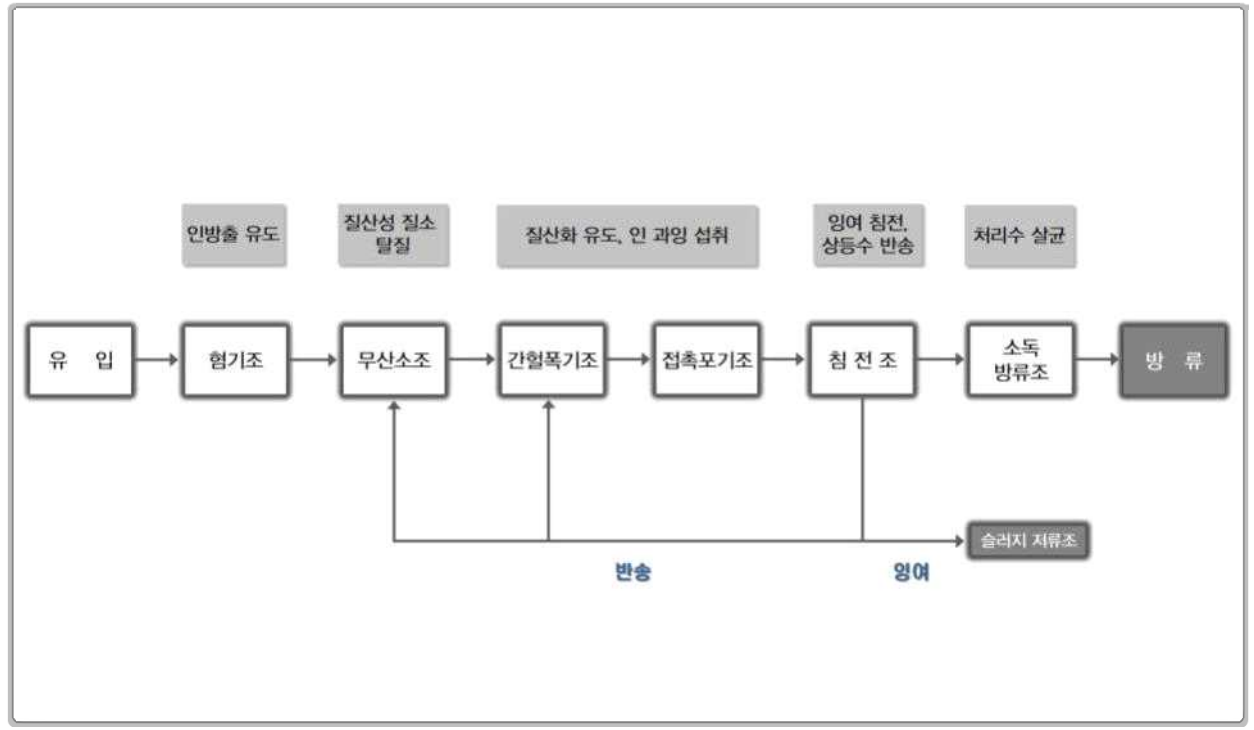 인방출 유도
질산성 질소
탈질
질산화 유도, 인 과잉 섭취
잉여 침전,
상등수 반송
처리수 살균
유 입
혐기조
무산소조
간헐폭기조
접촉포기조
침 전 조
소독
방류조
방 류
슬러지 저류조
반송
잉여